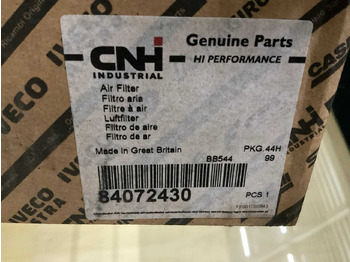 CNH
INDUSTRIAL
Genuine Parts
HI PERFORMANCE
Air Filter
Filtro aria
Filtre à air
Luftfilter
Filtro de aire
Filtro de ar
Made in Great Britain
BB544
PKG.44H
99
84072430
PCS 1
IVECO
CASE
IVECO